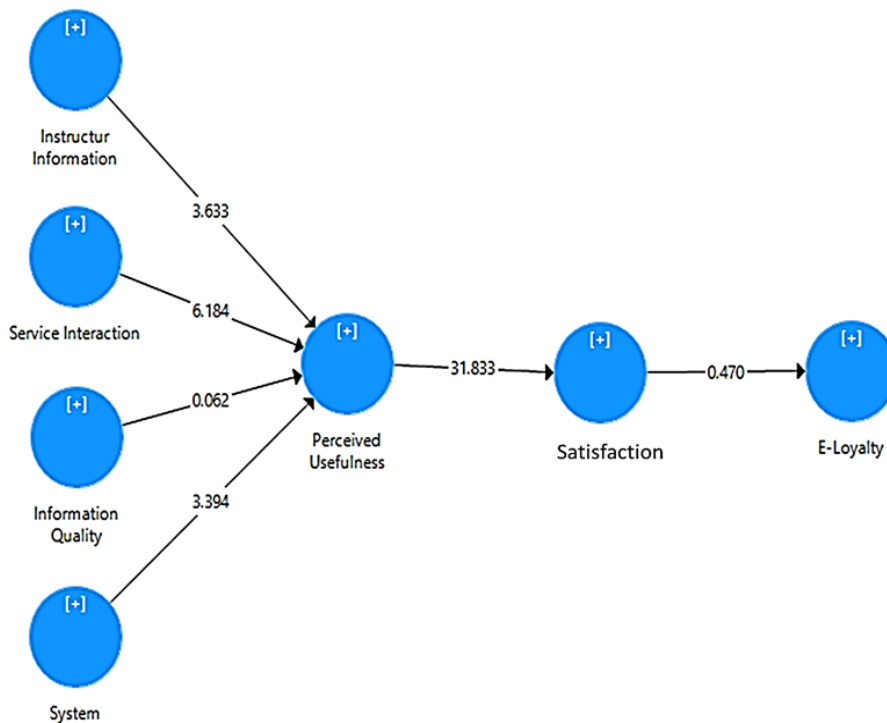 [+]
Instructur
Information
3.633
[+]
Service Interaction
6.184
[+]
Information
Quality
0.062
[+]
System
3.394
[+]
Perceived
Usefulness
31.833
[+]
Satisfaction
0.470
[+]
E-Loyalty